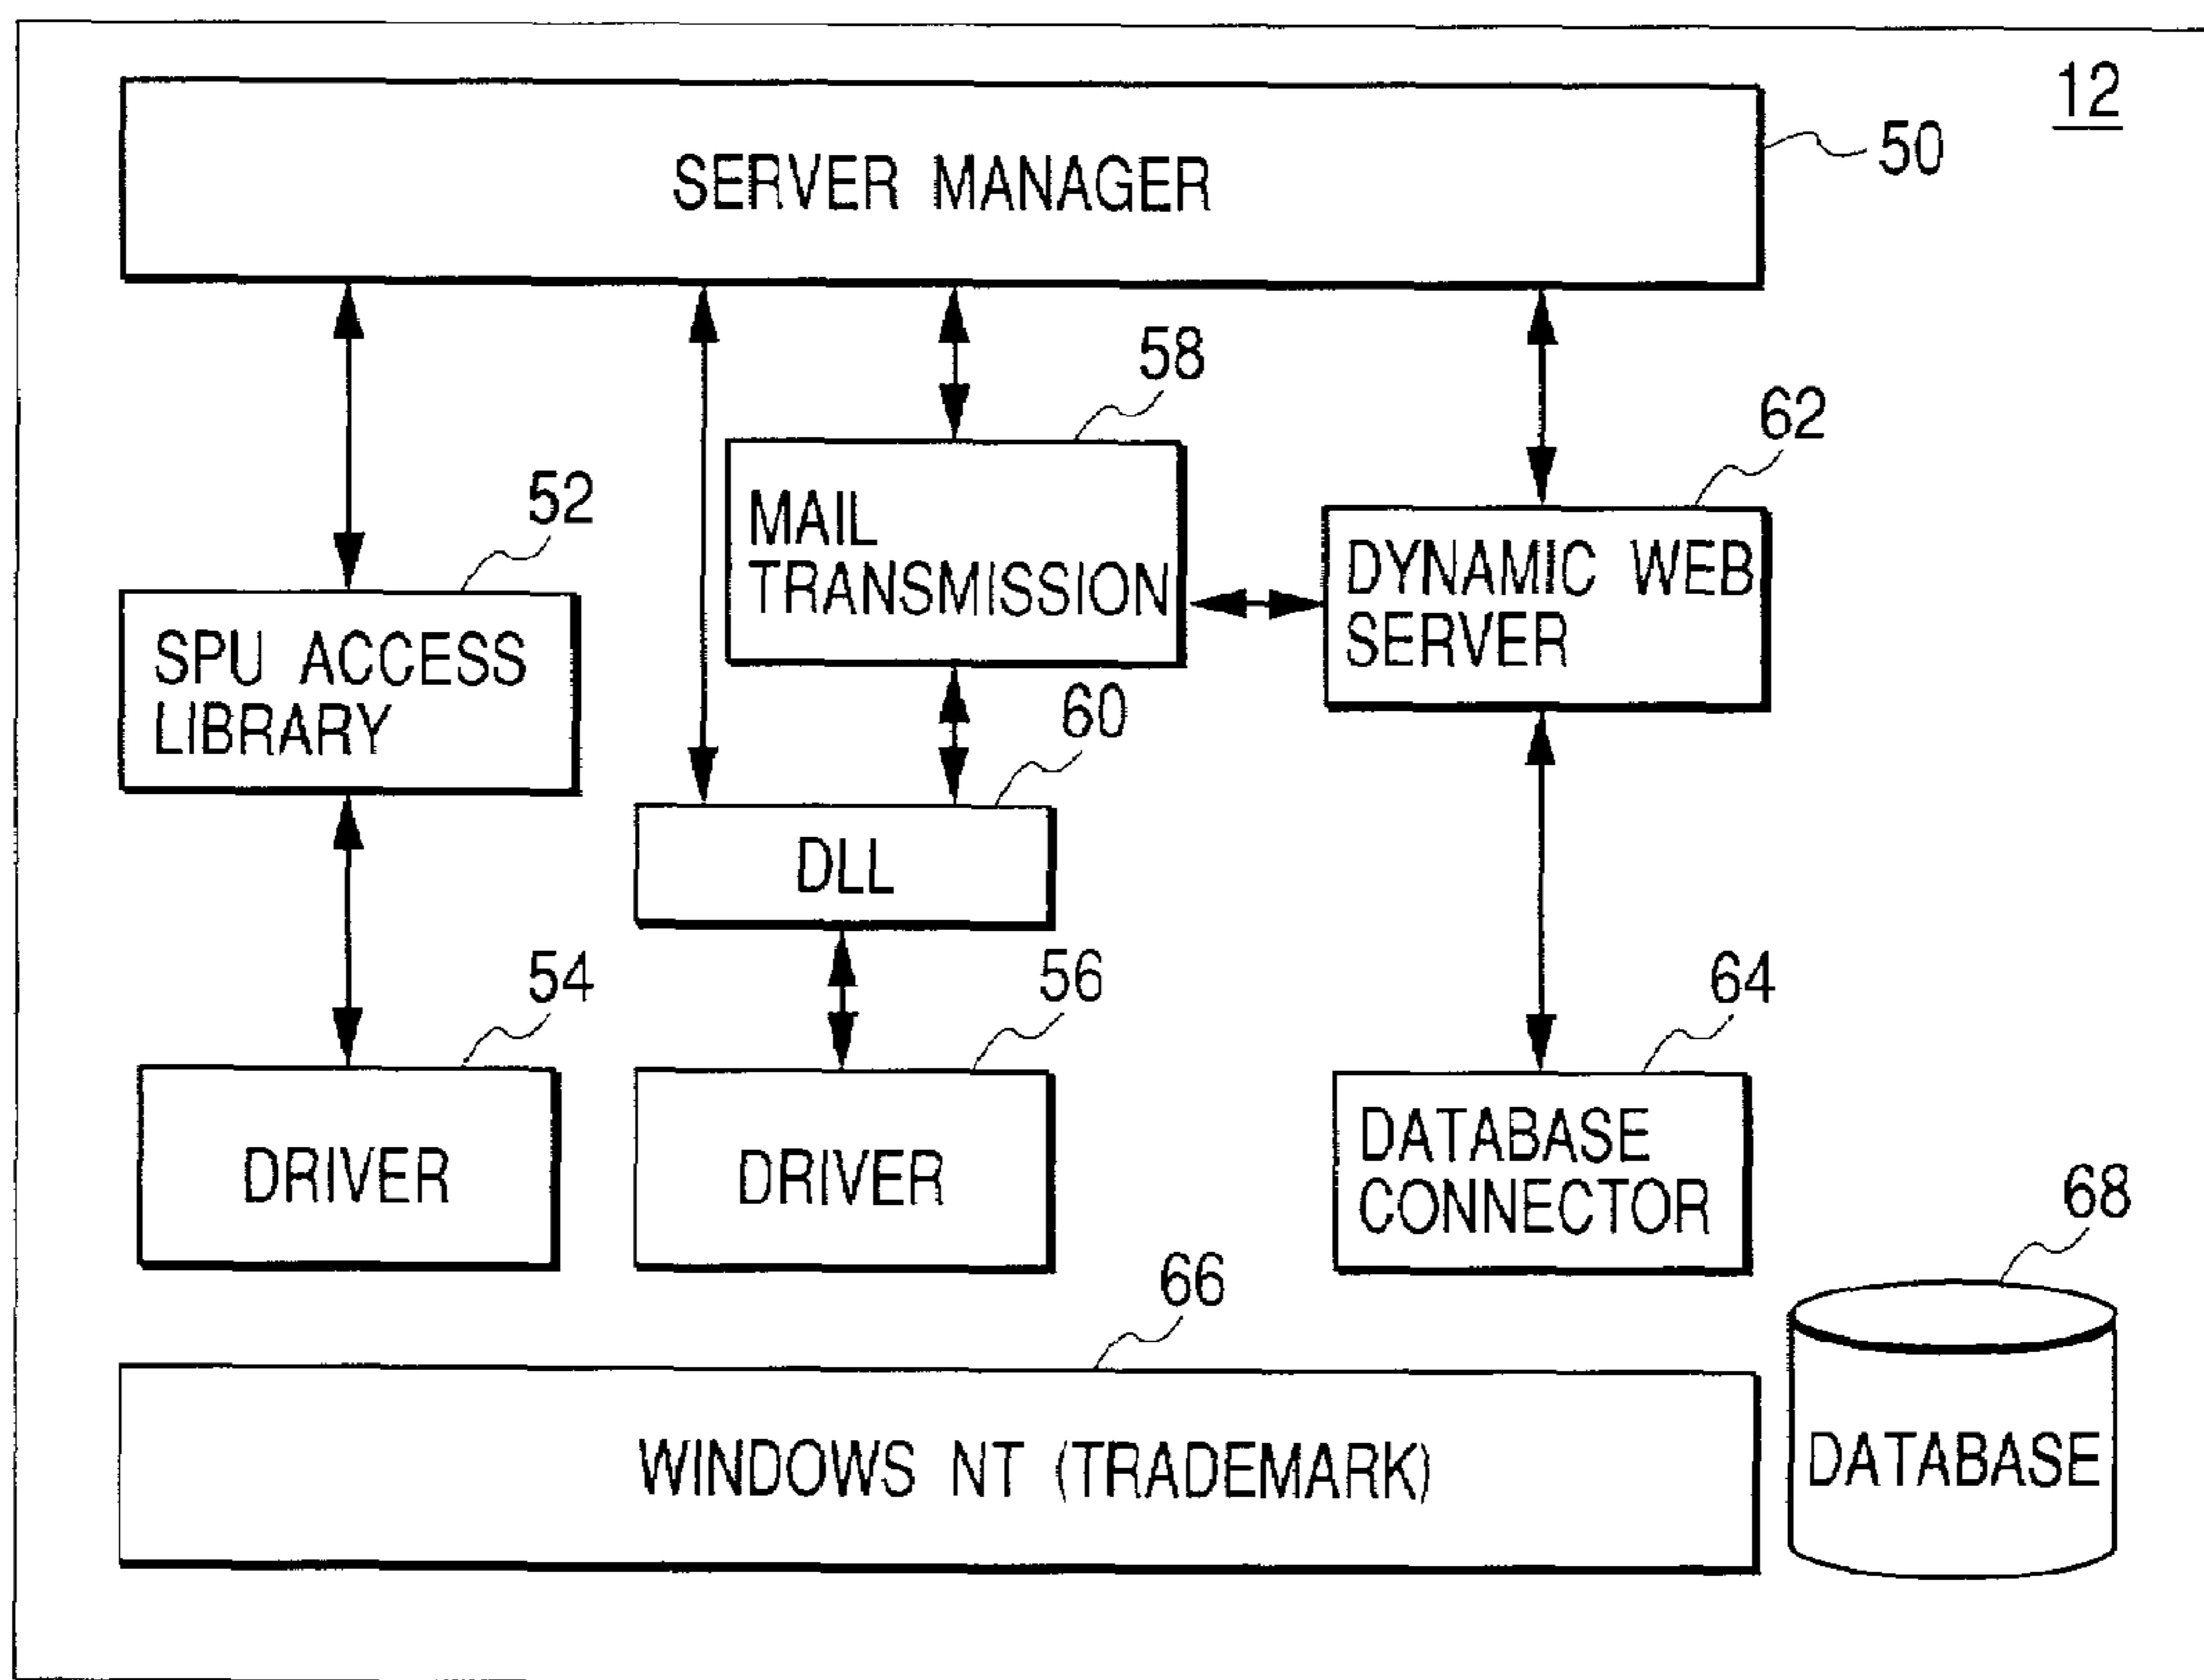 12
SERVER MANAGER
50
58
62
52
MAIL
TRANSMISSION
DYNAMIC WEB
SERVER
SPU ACCESS
LIBRARY
60
DLL
54
56
64
DRIVER
DRIVER
DATABASE
CONNECTOR
68
66
WINDOWS NT (TRADEMARK)
DATABASE